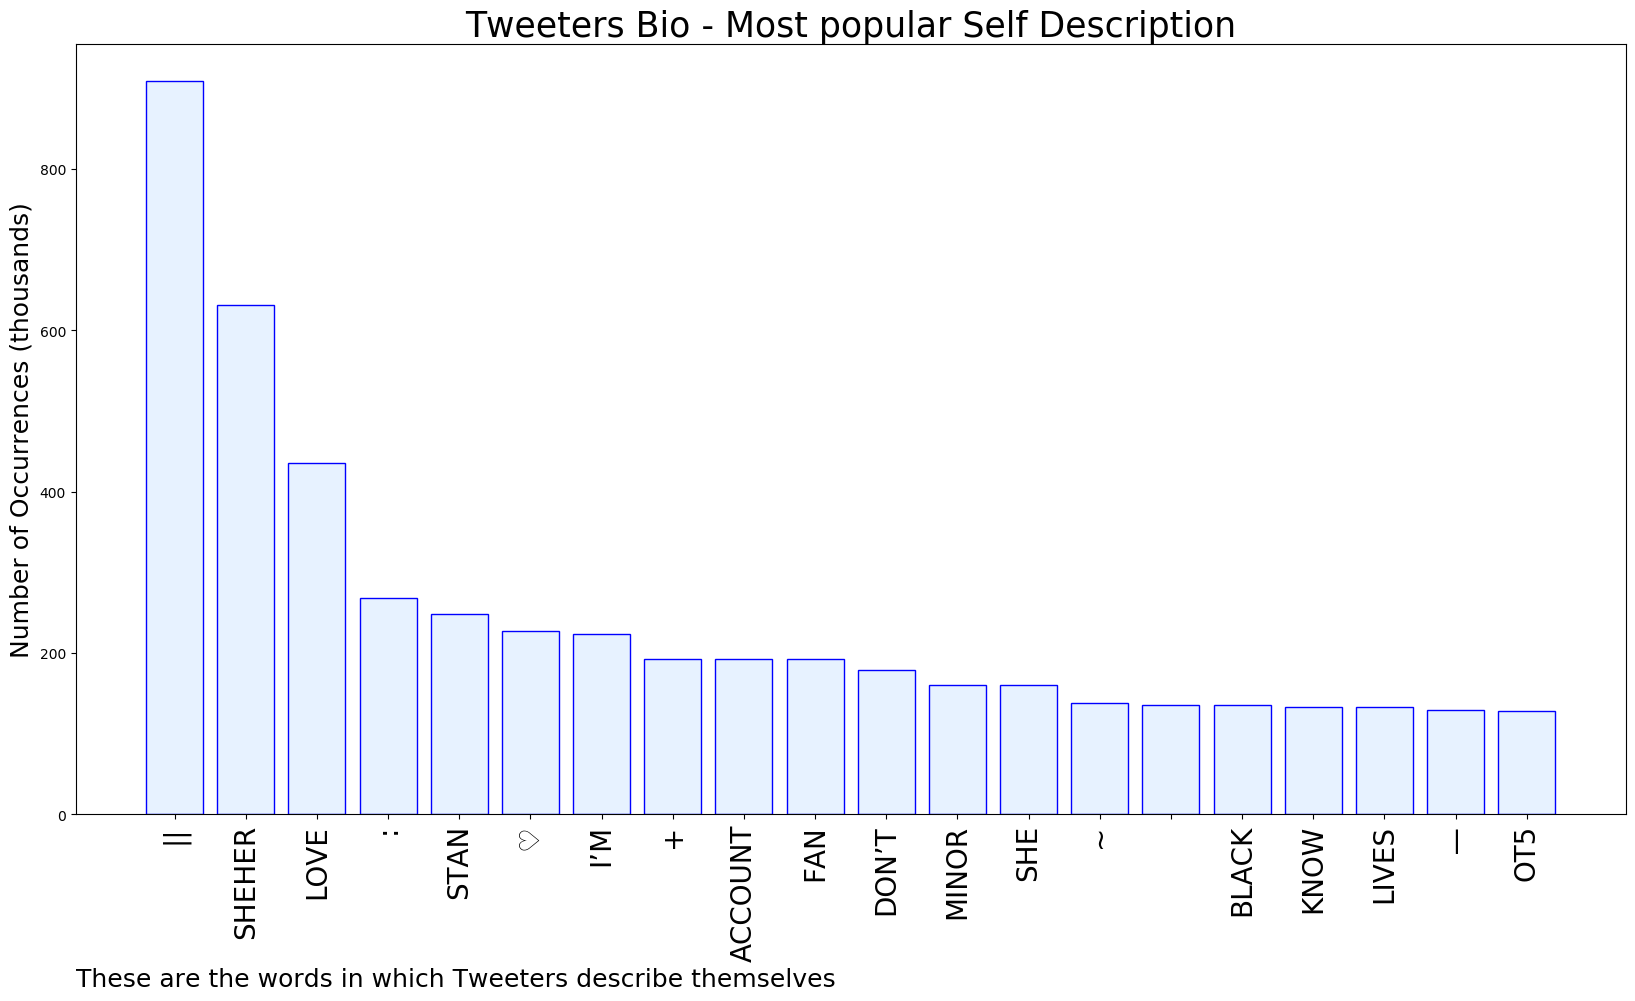 Tweeters Bio - Most popular Self Description
Number of Occurrences (thousands)
800
600
400
200
0
||
SHEHER
LOVE
:
STAN
♡
I’M
+
ACCOUNT
FAN
DON’T
MINOR
SHE
~
BLACK
KNOW
LIVES
—
OT5
These are the words in which Tweeters describe themselves